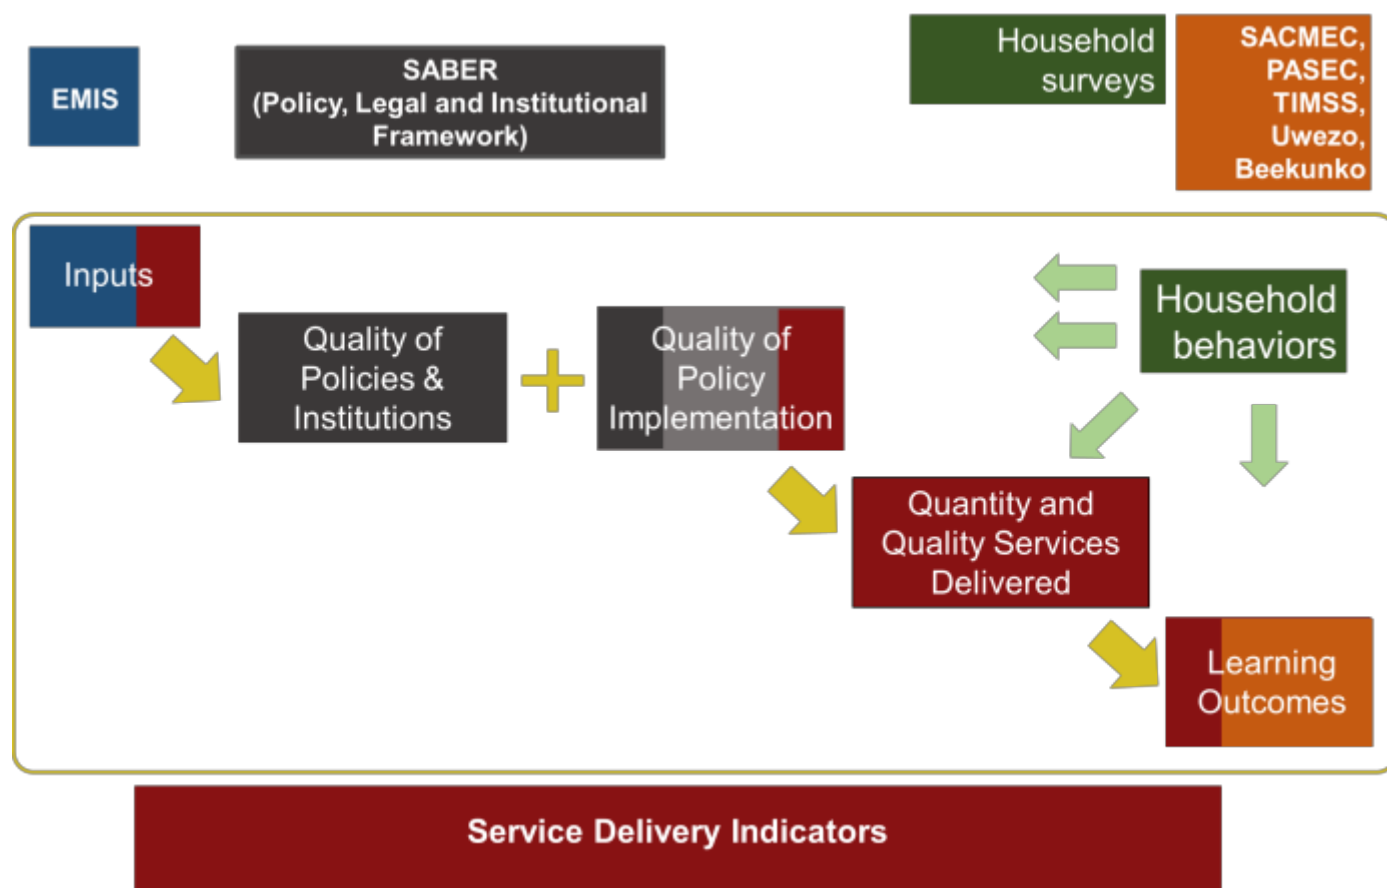 EMIS
SABER
(Policy, Legal and Institutional
Framework)
Household
surveys
SACMEC,
PASEC,
TIMSS,
Uwezo,
Beekunko
Inputs
Quality of
Policies &
Institutions
Quality of
Policy
Implementation
Household
behaviors
Quantity and
Quality Services
Delivered
Learning
Outcomes
Service Delivery Indicators